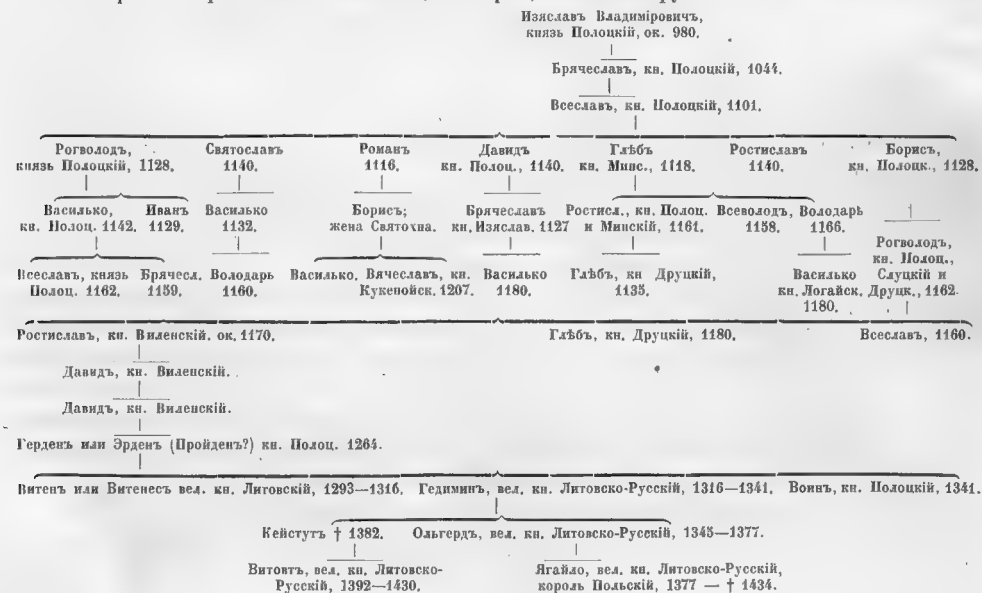 Изяславъ Владиміровичъ,
князь Полоцкій, ок. 980.
Брячеславъ, кн. Полоцкій, 1044.
Всеславъ, кн. Полоцкій, 1101.
Рогволодъ, Святославъ Романъ Давидъ Глѣбъ Ростиславъ Борисъ,
князь Полоцкій, 1128. 1140. 1116. кн. Полоц., 1140. кн. Минс., 1118. 1140. кн. Полоцк., 1128.
Василько, Иванъ Василько Борисъ; Брячеславъ Ростисл., кн. Полоц. Всеволодъ, Володарь
кн. Полоц. 1142. 1129. 1132. жена Святохна. кн. Изяслав. 1127 и Минскій, 1161. 1158. 1166.
Рогволодъ,
кн. Полоц.,
Всеславъ, князь Брячесл. Володарь Василько, Вячеславъ, кн. Василько Глѣбъ, кн Друцкій, Василько Слуцкій и
Полоц. 1162. 1159. 1160. Кукенойск. 1207. 1180. 1135. кн. Логайск. Друцк., 1162.
1180.
Ростиславъ, кн. Виленскій. ок. 1170. Глѣбъ, кн. Друцкій, 1180. Всеславъ, 1160.
Давидъ, кн. Виленскій.
Давидъ, кн. Виленскій.
Герденъ или Эрденъ (Пройденъ?) кн. Полоц. 1264.
Витенъ или Витенесъ вел. кн. Литовскій, 1293—1316. Гедиминъ, вел. кн. Литовско-Русскій, 1316—1341. Воинъ, кн. Полоцкій, 1341.
Кейстутъ † 1382. Ольгердъ, вел. кн. Литовско-Русскій, 1345—1377.
Витовтъ, вел. кн. Литовско- Ягайло, вел. кн. Литовско-Русскій,
Русскій, 1392—1430. король Польскій, 1377 — † 1434.